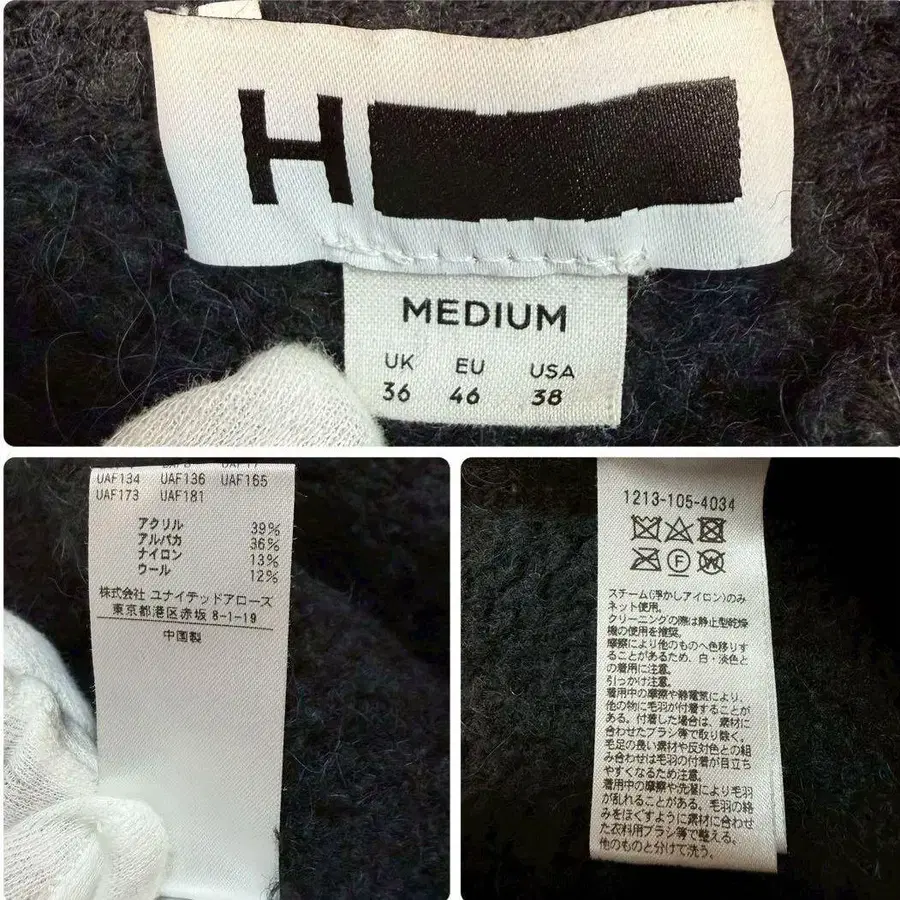 H
MEDIUM
UK EU USA
36 46 38
UAF134 UAF136 UAF165
UAF173 UAF181
アクリル 39%
アルパカ 36%
ナイロン 13%
ウール 12%
株式会社 ユナイテッドアローズ
東京都港区赤坂 8-1-19
中国製
1213-105-4034
F
W
スチーム(浮かしアイロン)のみ
ネット使用。
クリーニングの際は静止型乾燥
機の使用を推奨。
摩擦により他のものへ色移りす
ることがあるため、白・淡色と
の着用に注意。
引っかけ注意。
着用中の摩擦や静電気により、
他の物に毛羽が付着することが
ある。付着した場合は、素材に
合わせたブラシ等で取り除く。
毛足の長い素材や反対色との組
み合わせは毛羽の付着が目立ち
やすくなるため注意。
着用中の摩擦や洗濯により毛羽
が乱れることがある。毛羽の絡
みをほぐすように素材に合わせ
た衣料用ブラシ等で整える。
他のものと分けて洗う。